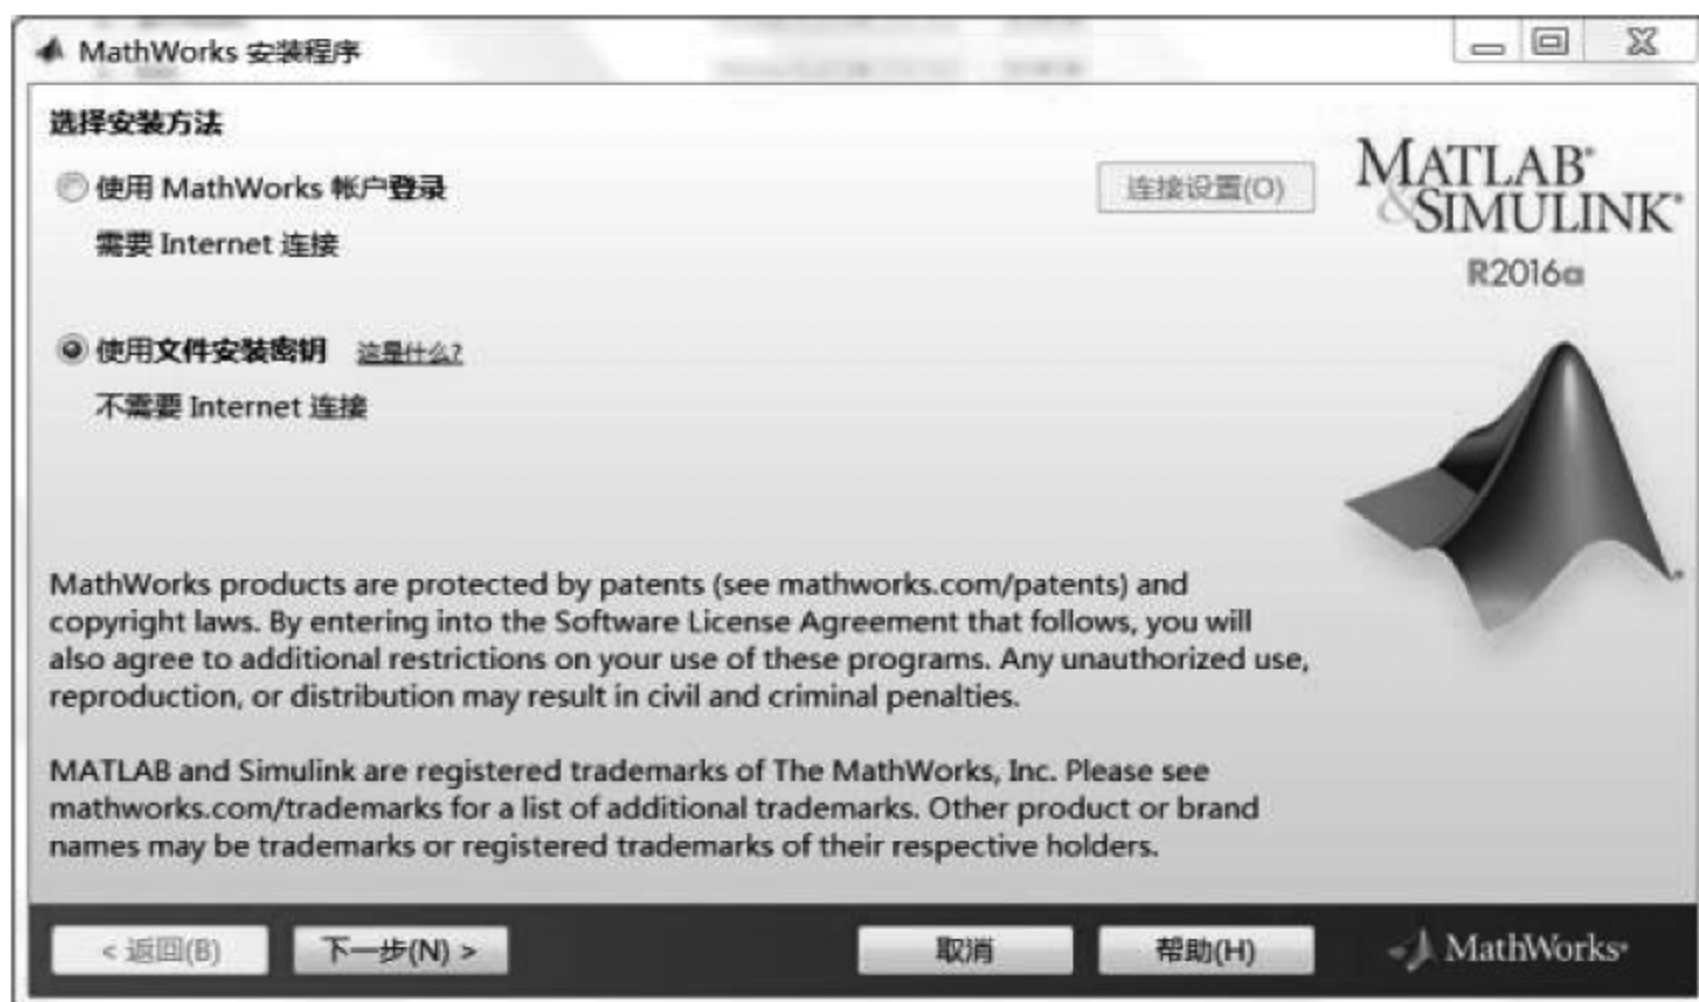 MathWorks 安装程序
选择安装方法
使用 MathWorks 帐户登录
连接设置(O)
需要 Internet 连接
使用文件安装密钥 这是什么?
不需要 Internet 连接
MATLAB®
&SIMULINK®
R2016a
MathWorks products are protected by patents (see mathworks.com/patents) and
copyright laws. By entering into the Software License Agreement that follows, you will
also agree to additional restrictions on your use of these programs. Any unauthorized use,
reproduction, or distribution may result in civil and criminal penalties.
MATLAB and Simulink are registered trademarks of The MathWorks, Inc. Please see
mathworks.com/trademarks for a list of additional trademarks. Other product or brand
names may be trademarks or registered trademarks of their respective holders.
< 返回(B) 下一步(N) > 取消 帮助(H) MathWorks®